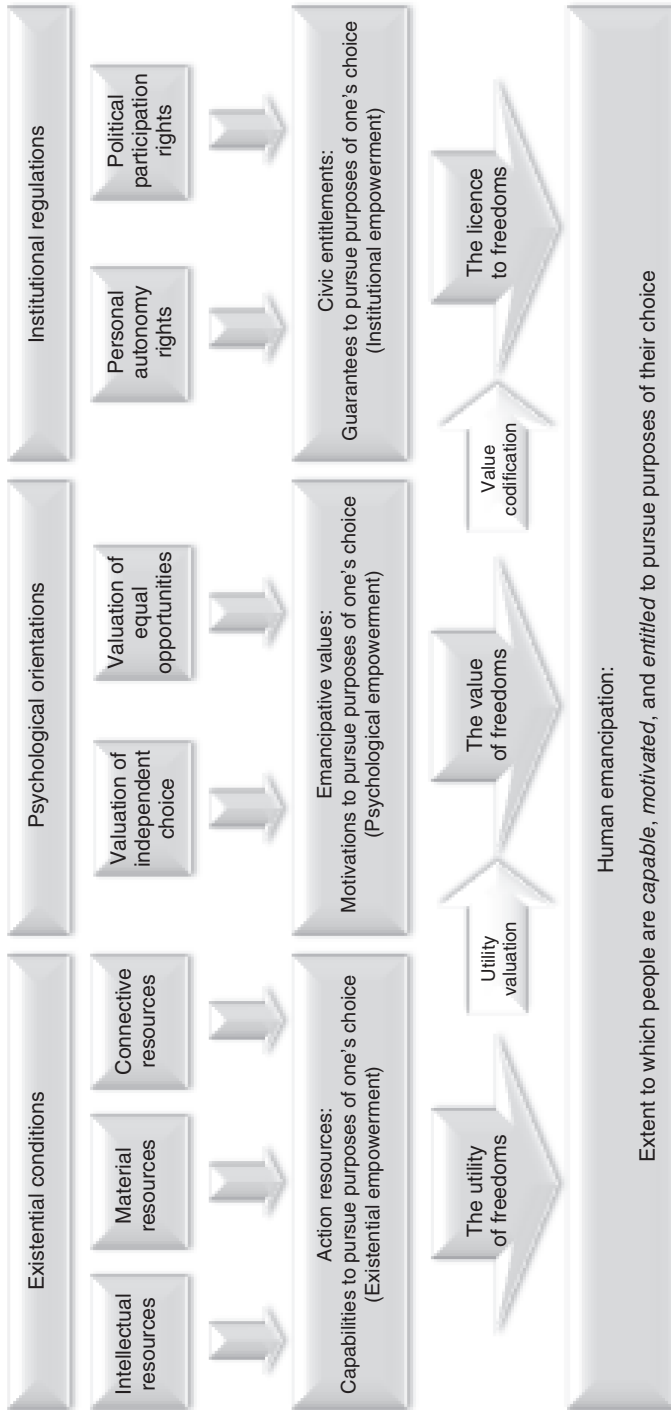 Existential conditions
Psychological orientations
Institutional regulations
Intellectual
resources
Material
resources
Connective
resources
Valuation of
independent
choice
Valuation of
equal
opportunities
Personal
autonomy
rights
Political
participation
rights
Action resources:
Capabilities to pursue purposes of one's choice
(Existential empowerment)
Emancipative values:
Motivations to pursue purposes of one's choice
(Psychological empowerment)
Civic entitlements:
Guarantees to pursue purposes of one's choice
(Institutional empowerment)
The utility
of freedoms
Utility
valuation
The value
of freedoms
Value
codification
The licence
to freedoms
Human emancipation:
Extent to which people are capable, motivated, and entitled to pursue purposes of their choice